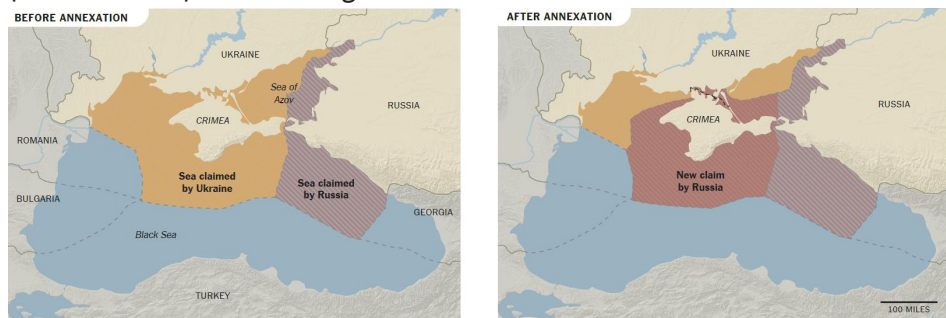 BEFORE ANNEXATION
UKRAINE
Sea of
Azov
CRIMEA
RUSSIA
ROMANIA
Sea claimed
by Ukraine
Sea claimed
by Russia
BULGARIA
GEORGIA
Black Sea
TURKEY
AFTER ANNEXATION
UKRAINE
RUSSIA
CRIMEA
New claim
by Russia
100 MILES